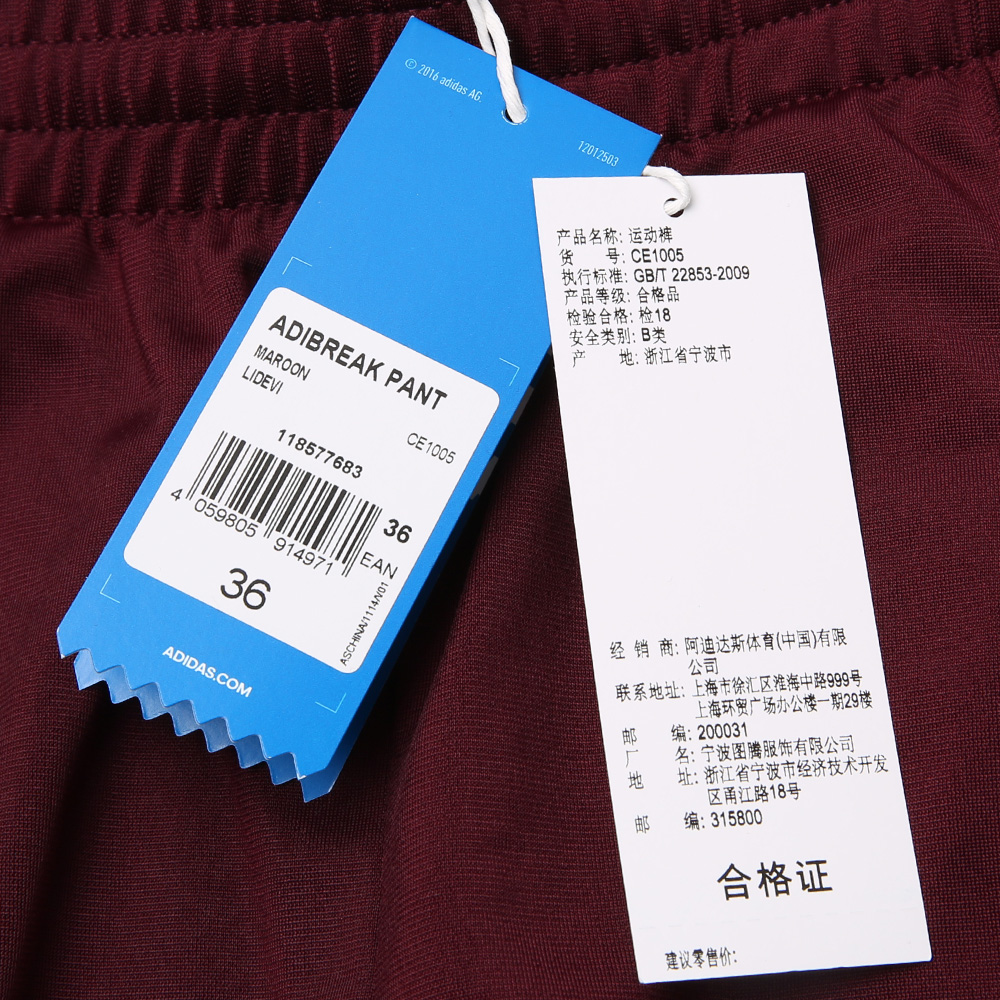 © 2016 adidas AG.
12012503
ADIBREAK PANT
MAROON
LIDEVI
CE1005
118577683
4 059805 914971
36
EAN
36
ASCHINA/1114/V01
ADIDAS.COM
产品名称: 运动裤
货 号: CE1005
执行标准: GB/T 22853-2009
产品等级: 合格品
检验合格: 检18
安全类别: B类
产 地: 浙江省宁波市
经 销 商: 阿迪达斯体育(中国)有限
公司
联系地址: 上海市徐汇区淮海中路999号
上海环贸广场办公楼一期29楼
邮 编: 200031
厂 名: 宁波图腾服饰有限公司
地 址: 浙江省宁波市经济技术开发
区甬江路18号
邮 编: 315800
合格证
建议零售价: